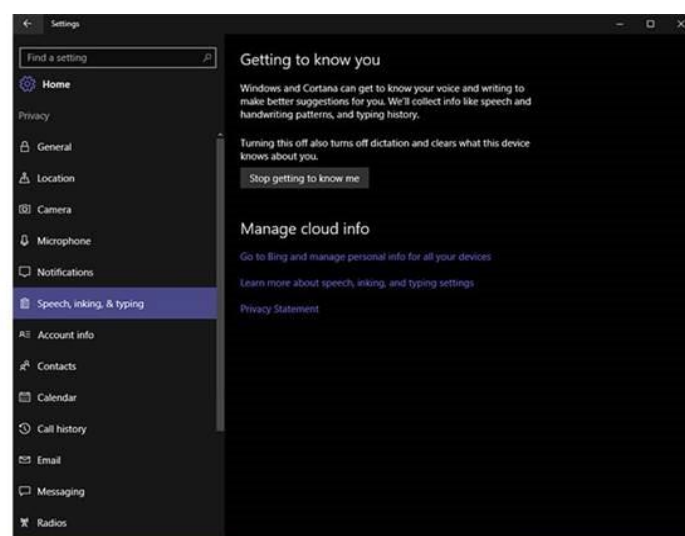 Settings
Find a setting
Home
Privacy
General
Location
Camera
Microphone
Notifications
Speech, inking, & typing
Account info
Contacts
Calendar
Call history
Email
Messaging
Radios
Getting to know you
Windows and Cortana can get to know your voice and writing to
make better suggestions for you. We'll collect info like speech and
handwriting patterns, and typing history.
Turning this off also turns off dictation and clears what this device
knows about you.
Stop getting to know me
Manage cloud info
Go to Bing and manage personal info for all your devices
Learn more about speech, inking, and typing settings
Privacy Statement